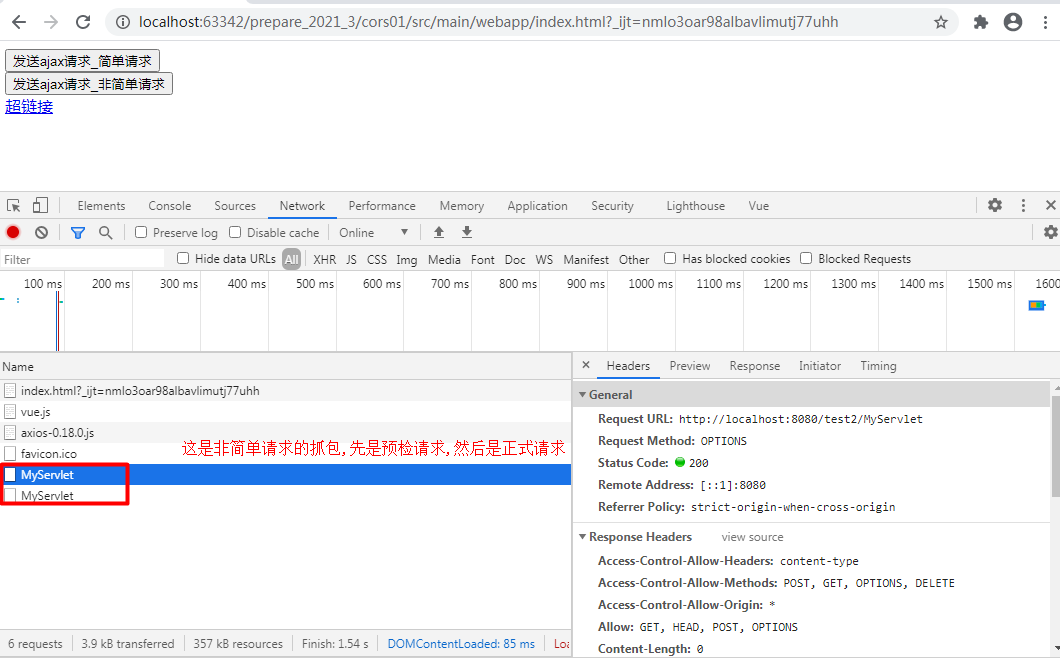 localhost:63342/prepare_2021_3/cors01/src/main/webapp/index.html?_ijt=nmlo3oar98albavlimutj77uhh
发送ajax请求_简单请求
发送ajax请求_非简单请求
超链接
Elements Console Sources Network Performance Memory Application Security Lighthouse Vue
Preserve log Disable cache Online
Filter Hide data URLs All XHR JS CSS Img Media Font Doc WS Manifest Other Has blocked cookies Blocked Requests
100 ms 200 ms 300 ms 400 ms 500 ms 600 ms 700 ms 800 ms 900 ms 1000 ms 1100 ms 1200 ms 1300 ms 1400 ms 1500 ms 1600
Name
index.html?_ijt=nmlo3oar98albavlimutj77uhh
vue.js
axios-0.18.0.js
favicon.ico
这是非简单请求的抓包,先是预检请求,然后是正式请求
MyServlet
MyServlet
6 requests 3.9 kB transferred 357 kB resources Finish: 1.54 s DOMContentLoaded: 85 ms Loa
Headers Preview Response Initiator Timing
General
Request URL: http://localhost:8080/test2/MyServlet
Request Method: OPTIONS
Status Code: 200
Remote Address: [::1]:8080
Referrer Policy: strict-origin-when-cross-origin
Response Headers view source
Access-Control-Allow-Headers: content-type
Access-Control-Allow-Methods: POST, GET, OPTIONS, DELETE
Access-Control-Allow-Origin: *
Allow: GET, HEAD, POST, OPTIONS
Content-Length: 0